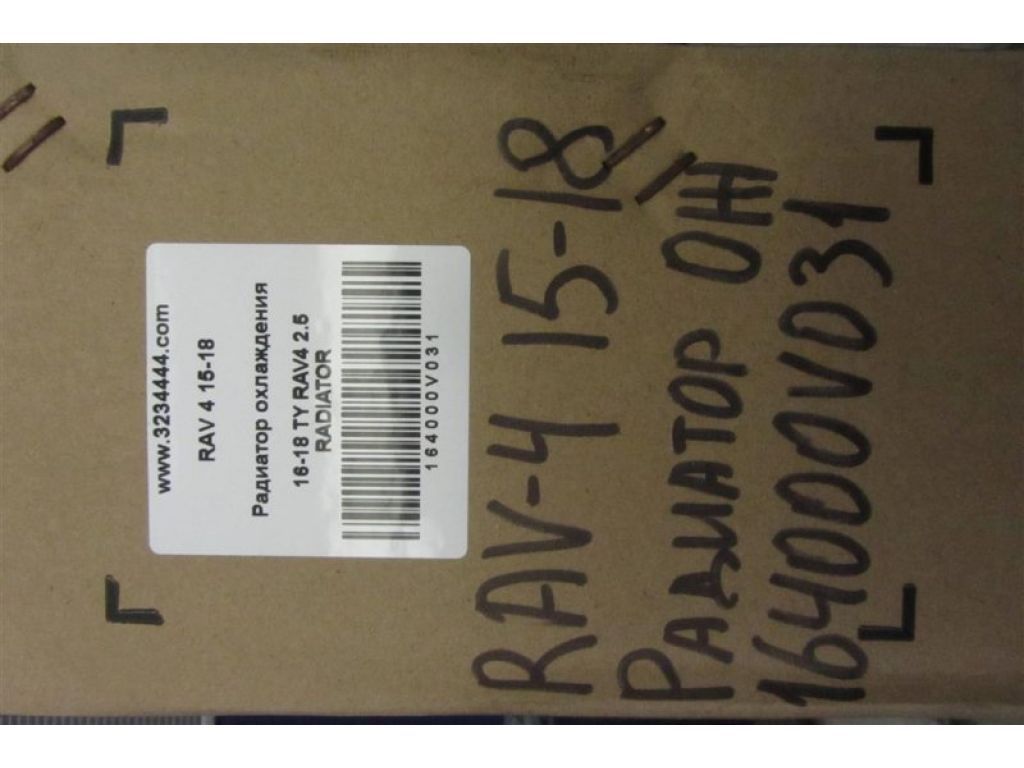 www.3234444.com
RAV 4 15-18
Радиатор охлаждения
16-18 TY RAV4 2.5
RADIATOR
164000V031
RAV-4 15-18
РАДИАТОР ОЖ
164000V031